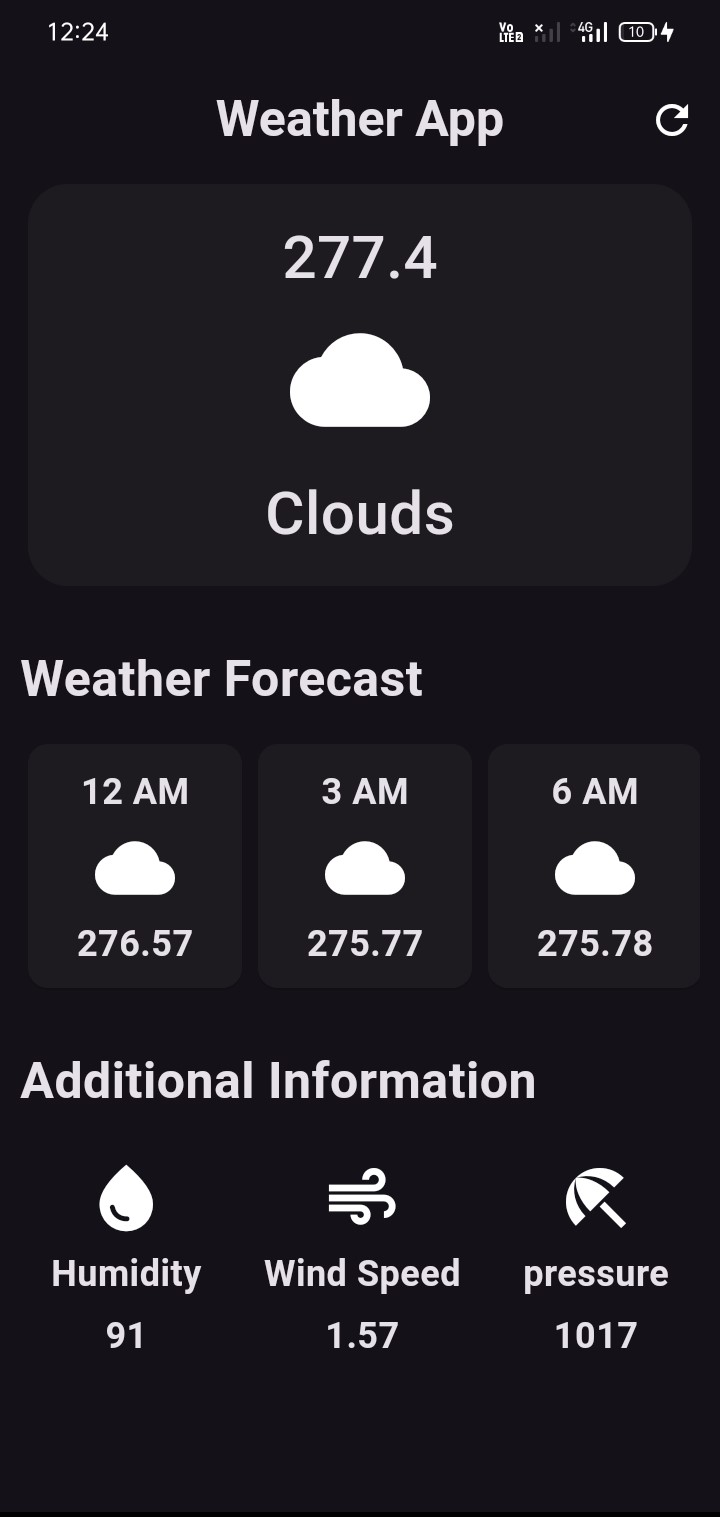 12:24 Vo LTE2 4G 10
Weather App
277.4
Clouds
Weather Forecast
12 AM 3 AM 6 AM
276.57 275.77 275.78
Additional Information
Humidity Wind Speed pressure
91 1.57 1017